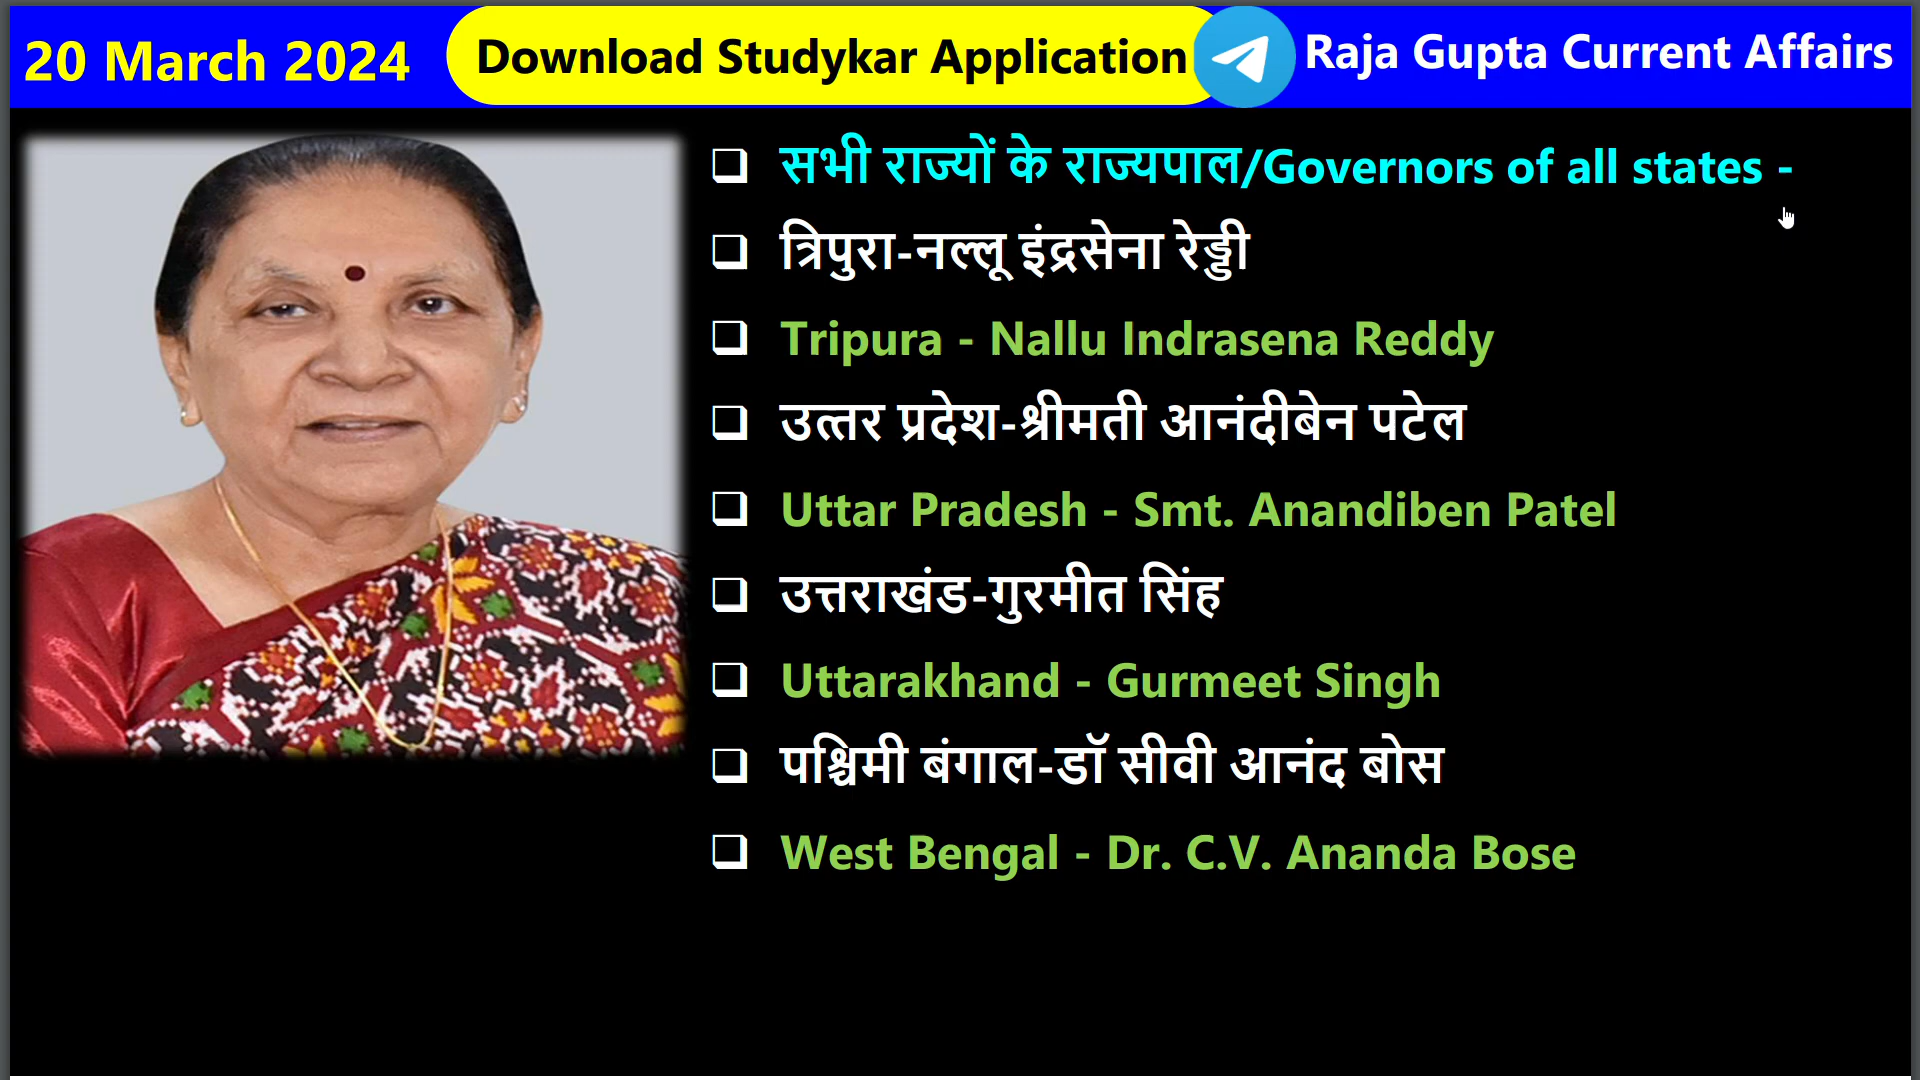 20 March 2024
Download Studykar Application
Raja Gupta Current Affairs
सभी राज्यों के राज्यपाल/Governors of all states -
त्रिपुरा-नल्लू इंद्रसेना रेड्डी
Tripura - Nallu Indrasena Reddy
उत्तर प्रदेश-श्रीमती आनंदीबेन पटेल
Uttar Pradesh - Smt. Anandiben Patel
उत्तराखंड-गुरमीत सिंह
Uttarakhand - Gurmeet Singh
पश्चिमी बंगाल-डॉ सीवी आनंद बोस
West Bengal - Dr. C.V. Ananda Bose